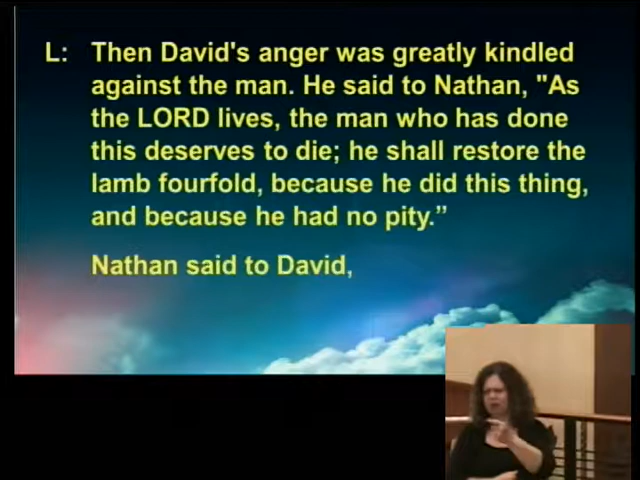 L: Then David's anger was greatly kindled
against the man. He said to Nathan, "As
the LORD lives, the man who has done
this deserves to die; he shall restore the
lamb fourfold, because he did this thing,
and because he had no pity.”
Nathan said to David,